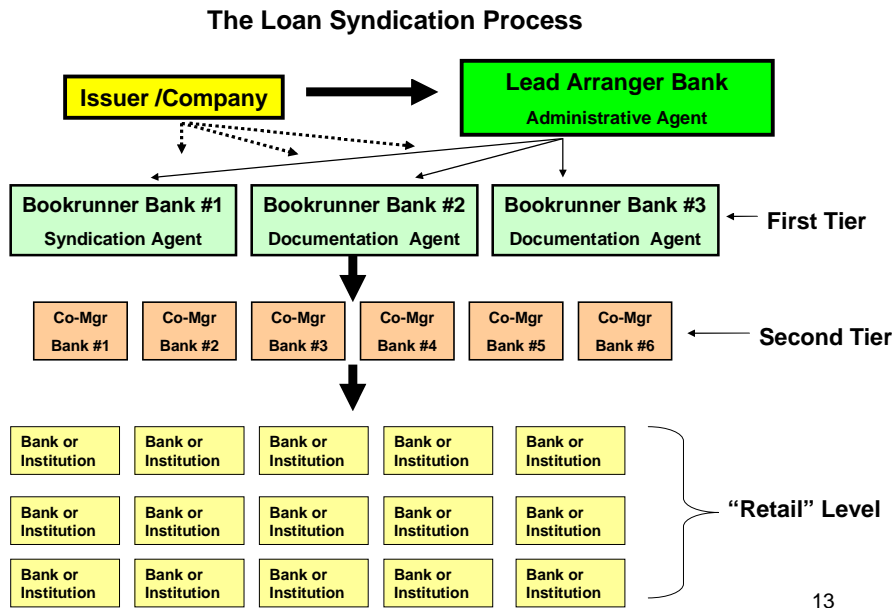 The Loan Syndication Process
Issuer /Company
Lead Arranger Bank
Administrative Agent
Bookrunner Bank #1
Syndication Agent
Bookrunner Bank #2
Documentation Agent
Bookrunner Bank #3
Documentation Agent
First Tier
Co-Mgr
Bank #1
Co-Mgr
Bank #2
Co-Mgr
Bank #3
Co-Mgr
Bank #4
Co-Mgr
Bank #5
Co-Mgr
Bank #6
Second Tier
Bank or
Institution
Bank or
Institution
Bank or
Institution
Bank or
Institution
Bank or
Institution
Bank or
Institution
Bank or
Institution
Bank or
Institution
Bank or
Institution
Bank or
Institution
“Retail” Level
Bank or
Institution
Bank or
Institution
Bank or
Institution
Bank or
Institution
Bank or
Institution
13